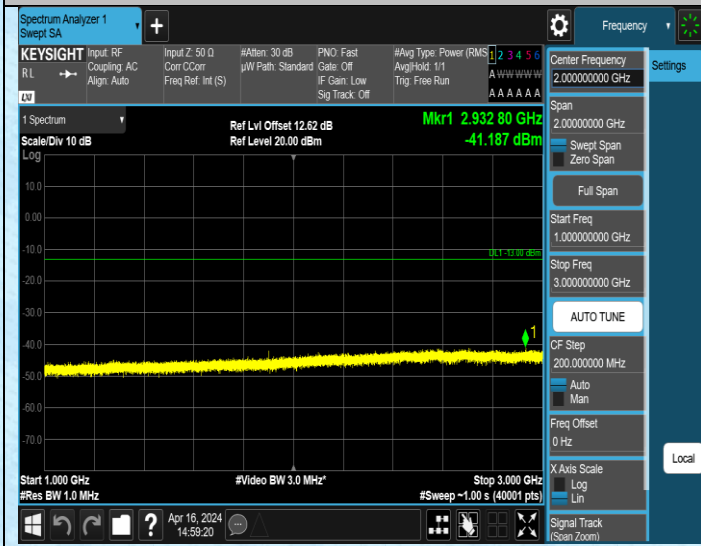 Spectrum Analyzer 1
Swept SA
+
Frequency
KEYSIGHT
RL
LXI
Input: RF
Coupling: AC
Align: Auto
Input Z: 50 Ω
Corr CCorr
Freq Ref: Int (S)
#Atten: 30 dB
µW Path: Standard
PNO: Fast
Gate: Off
IF Gain: Low
Sig Track: Off
#Avg Type: Power (RMS
Avg|Hold: 1/1
Trig: Free Run
1 2 3 4 5 6
A W W W W W
A A A A A A
1 Spectrum
Scale/Div 10 dB
Log
Ref Lvl Offset 12.62 dB
Ref Level 20.00 dBm
Mkr1 2.932 80 GHz
-41.187 dBm
10.0
0.00
-10.0
DL1 -13.00 dBm
-20.0
-30.0
-40.0
1
-50.0
-60.0
-70.0
Start 1.000 GHz
#Res BW 1.0 MHz
#Video BW 3.0 MHz*
Stop 3.000 GHz
#Sweep ~1.00 s (40001 pts)
Center Frequency
2.000000000 GHz
Settings
Span
2.00000000 GHz
Swept Span
Zero Span
Full Span
Start Freq
1.000000000 GHz
Stop Freq
3.000000000 GHz
AUTO TUNE
CF Step
200.000000 MHz
Auto
Man
Freq Offset
0 Hz
X Axis Scale
Log
Lin
Local
Signal Track
(Span Zoom)
?
Apr 16, 2024
14:59:20